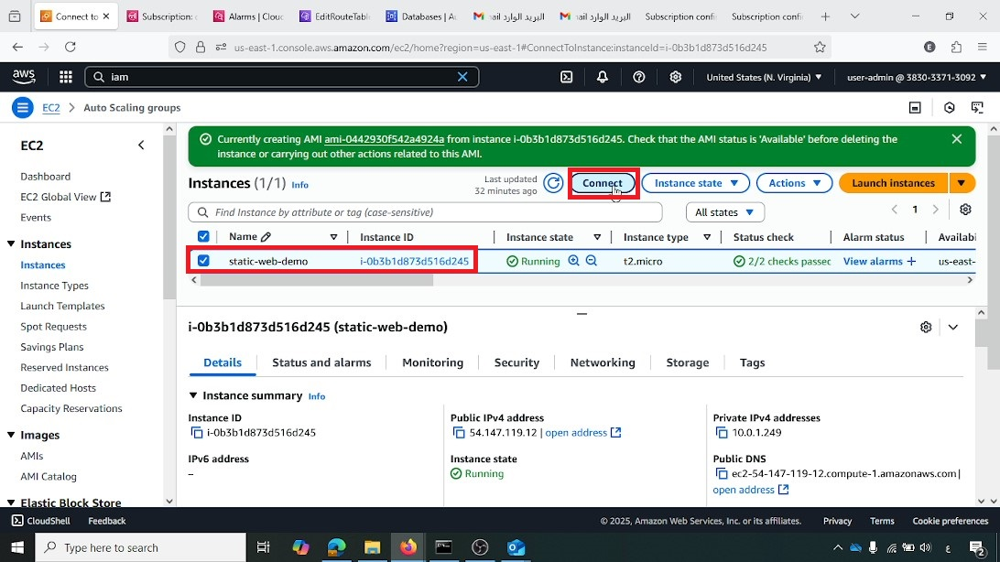 Connect to
Subscription:
Alarms | Clou
EditRouteTabl
Databases | Au
البريد الوارد
البريد الوارد
Subscription confi
Subscription confi
us-east-1.console.aws.amazon.com/ec2/home?region=us-east-1#ConnectToInstance:instanceId=i-0b3b1d873d516d245
E
aws
iam
United States (N. Virginia)
user-admin @ 3830-3371-3092
EC2
Auto Scaling groups
EC2
Dashboard
EC2 Global View
Events
Instances
Instances
Instance Types
Launch Templates
Spot Requests
Savings Plans
Reserved Instances
Dedicated Hosts
Capacity Reservations
Images
AMIs
AMI Catalog
Elastic Block Store
Currently creating AMI ami-0442930f542a4924a from instance i-0b3b1d873d516d245. Check that the AMI status is 'Available' before deleting the
instance or carrying out other actions related to this AMI.
Instances (1/1) Info
Last updated
32 minutes ago
Connect
Instance state
Actions
Launch instances
Find Instance by attribute or tag (case-sensitive)
All states
1
Name
Instance ID
Instance state
Instance type
Status check
Alarm status
Availabi
static-web-demo
i-0b3b1d873d516d245
Running
t2.micro
2/2 checks passec
View alarms +
us-east-
i-0b3b1d873d516d245 (static-web-demo)
Details
Status and alarms
Monitoring
Security
Networking
Storage
Tags
Instance summary Info
Instance ID
i-0b3b1d873d516d245
Public IPv4 address
54.147.119.12 | open address
Private IPv4 addresses
10.0.1.249
IPv6 address
–
Instance state
Running
Public DNS
ec2-54-147-119-12.compute-1.amazonaws.com |
open address
CloudShell
Feedback
© 2025, Amazon Web Services, Inc. or its affiliates.
Privacy
Terms
Cookie preferences
Type here to search
ع
2